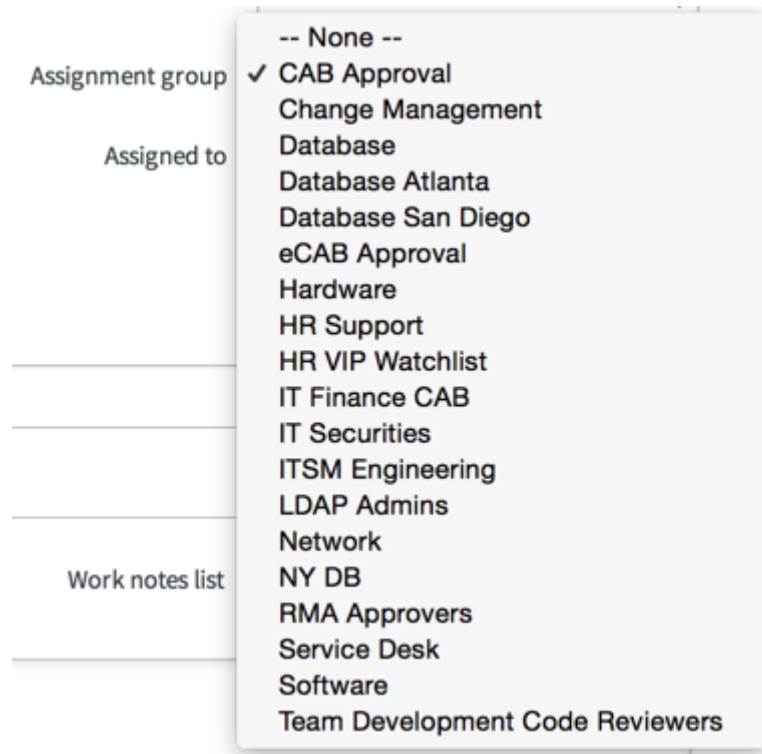 -- None --
Assignment group ✓ CAB Approval
Change Management
Database
Assigned to
Database Atlanta
Database San Diego
eCAB Approval
Hardware
HR Support
HR VIP Watchlist
IT Finance CAB
IT Securities
ITSM Engineering
LDAP Admins
Network
Work notes list
NY DB
RMA Approvers
Service Desk
Software
Team Development Code Reviewers